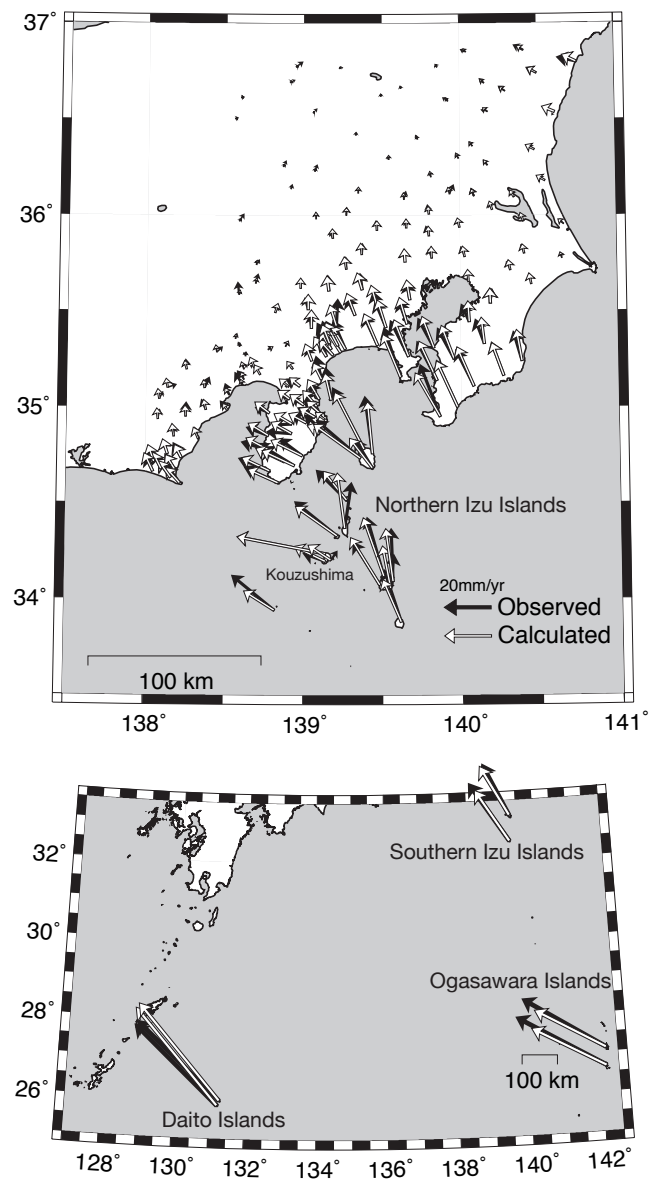 37°
36°
35°
Northern Izu Islands
Kouzushima
20mm/yr
34°
Observed
Calculated
100 km
138° 139° 140° 141°
Southern Izu Islands
32°
30°
Ogasawara Islands
28°
100 km
26°
Daito Islands
128° 130° 132° 134° 136° 138° 140° 142°